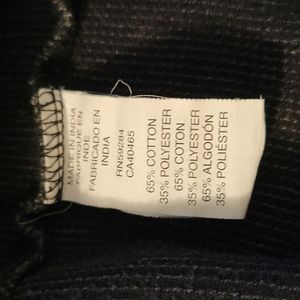 MADE IN INDIA
FABRIQUE EN
INDE
FABRICADO EN
INDIA
RN59284
CA40465
65% COTTON
35% POLYESTER
65% COTON
35% POLYESTER
65% ALGODÓN
35% POLIÉSTER